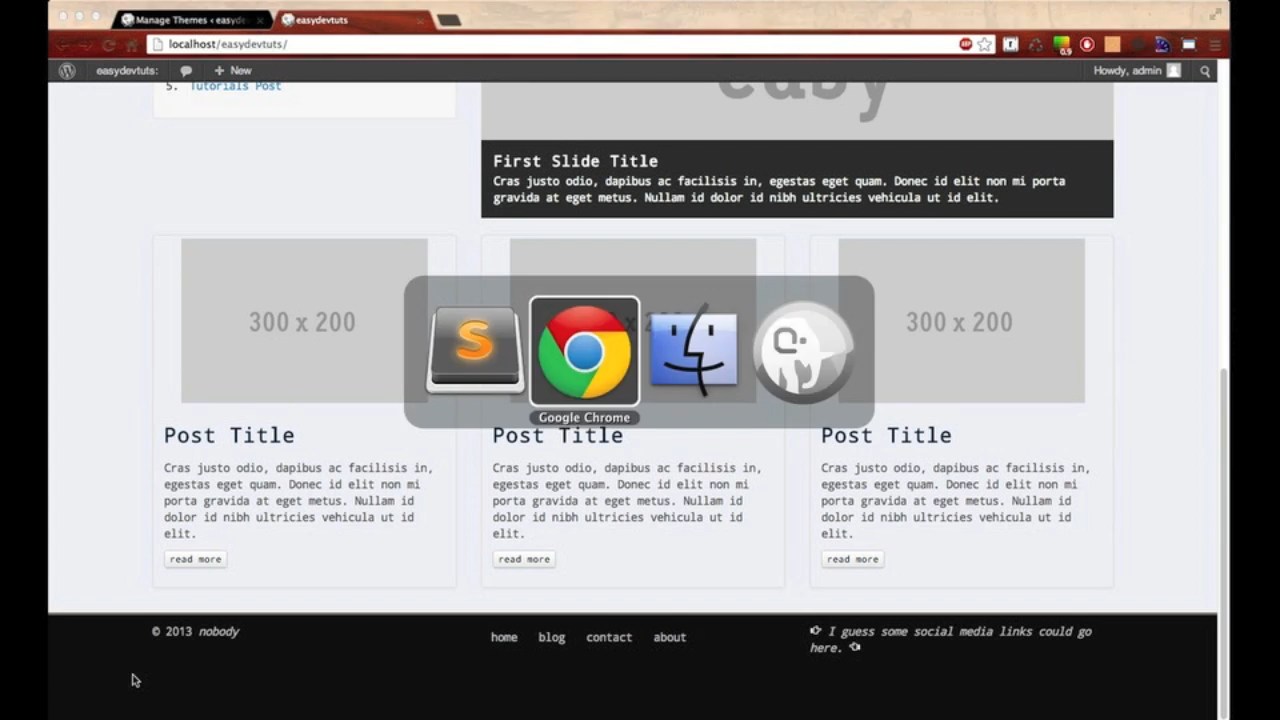 Manage Themes ‹ easyde
easydevtuts
localhost/easydevtuts/
easydevtuts:
New
Howdy, admin
5. Tutorials Post
easy
First Slide Title
Cras justo odio, dapibus ac facilisis in, egestas eget quam. Donec id elit non mi porta
gravida at eget metus. Nullam id dolor id nibh ultricies vehicula ut id elit.
300 x 200
300 x 200
Google Chrome
Post Title
Cras justo odio, dapibus ac facilisis in,
egestas eget quam. Donec id elit non mi
porta gravida at eget metus. Nullam id
dolor id nibh ultricies vehicula ut id
elit.
read more
Post Title
Cras justo odio, dapibus ac facilisis in,
egestas eget quam. Donec id elit non mi
porta gravida at eget metus. Nullam id
dolor id nibh ultricies vehicula ut id
elit.
read more
Post Title
Cras justo odio, dapibus ac facilisis in,
egestas eget quam. Donec id elit non mi
porta gravida at eget metus. Nullam id
dolor id nibh ultricies vehicula ut id
elit.
read more
© 2013 nobody
home blog contact about
I guess some social media links could go
here.